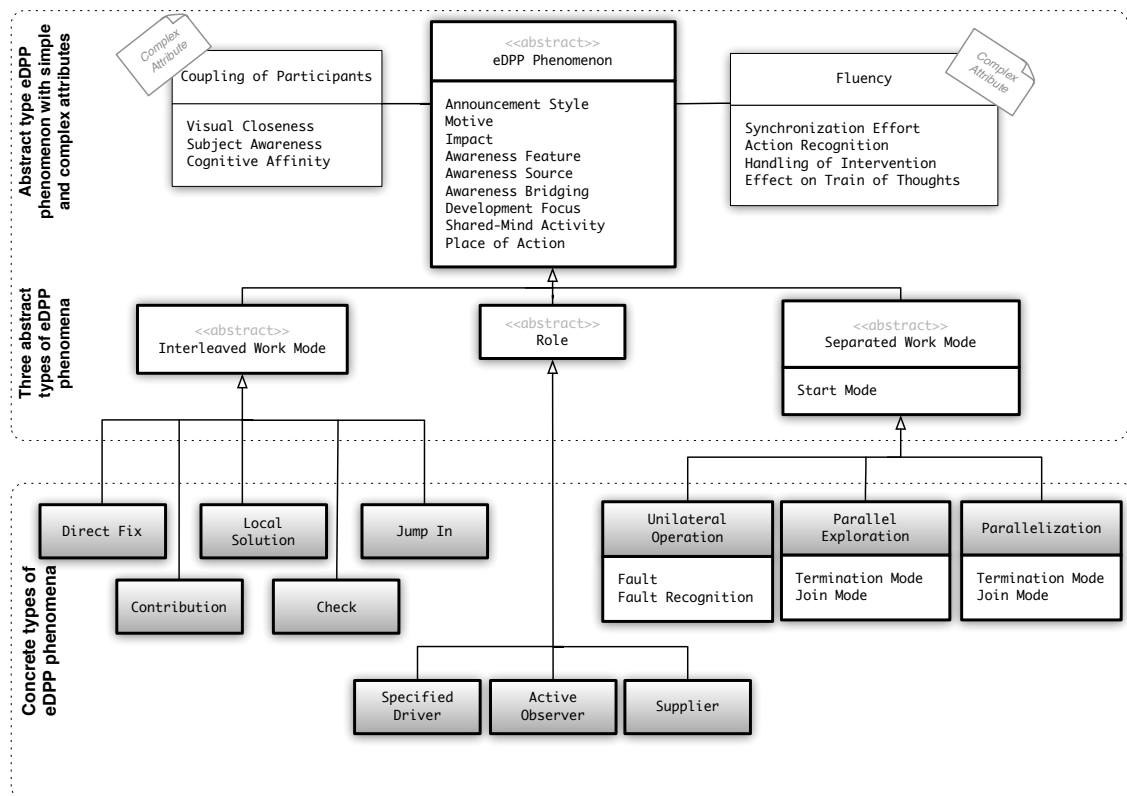 Abstract type eDPP
phenomenon with simple
and complex attributes
Complex
Attribute
Coupling of Participants
Visual Closeness
Subject Awareness
Cognitive Affinity
<<abstract>>
eDPP Phenomenon
Announcement Style
Motive
Impact
Awareness Feature
Awareness Source
Awareness Bridging
Development Focus
Shared-Mind Activity
Place of Action
Complex
Attribute
Fluency
Synchronization Effort
Action Recognition
Handling of Intervention
Effect on Train of Thoughts
Three abstract
types of eDPP
phenomena
<<abstract>>
Interleaved Work Mode
<<abstract>>
Role
<<abstract>>
Separated Work Mode
Start Mode
Concrete types of
eDPP phenomena
Direct Fix
Local
Solution
Jump In
Contribution
Check
Unilateral
Operation
Fault
Fault Recognition
Parallel
Exploration
Termination Mode
Join Mode
Parallelization
Termination Mode
Join Mode
Specified
Driver
Active
Observer
Supplier